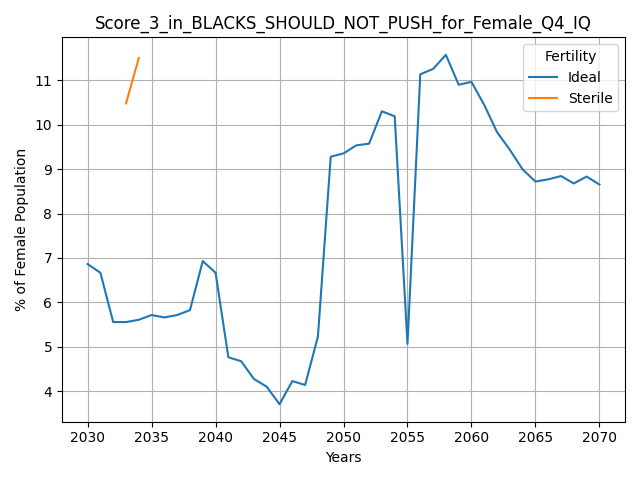 Score_3_in_BLACKS_SHOULD_NOT_PUSH_for_Female_Q4_IQ
Fertility
Ideal
Sterile
% of Female Population
11
10
9
8
7
6
5
4
2030 2035 2040 2045 2050 2055 2060 2065 2070
Years